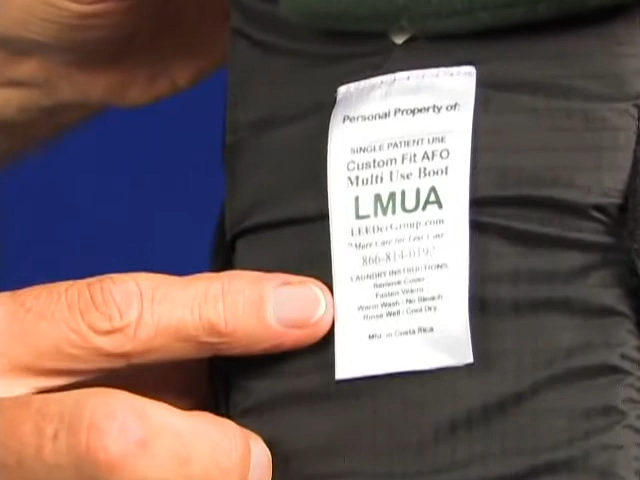 Personal Property of:
SINGLE PATIENT USE
Custom Fit AFO
Multi Use Boot
LMUA
LEEDerGroup.com
"More Care for Less Cost"
866-814-0192
LAUNDRY INSTRUCTIONS
Remove Cover
Fasten Velcro
Warm Wash / No Bleach
Rinse Well / Cool Dry
Mfg. in Costa Rica